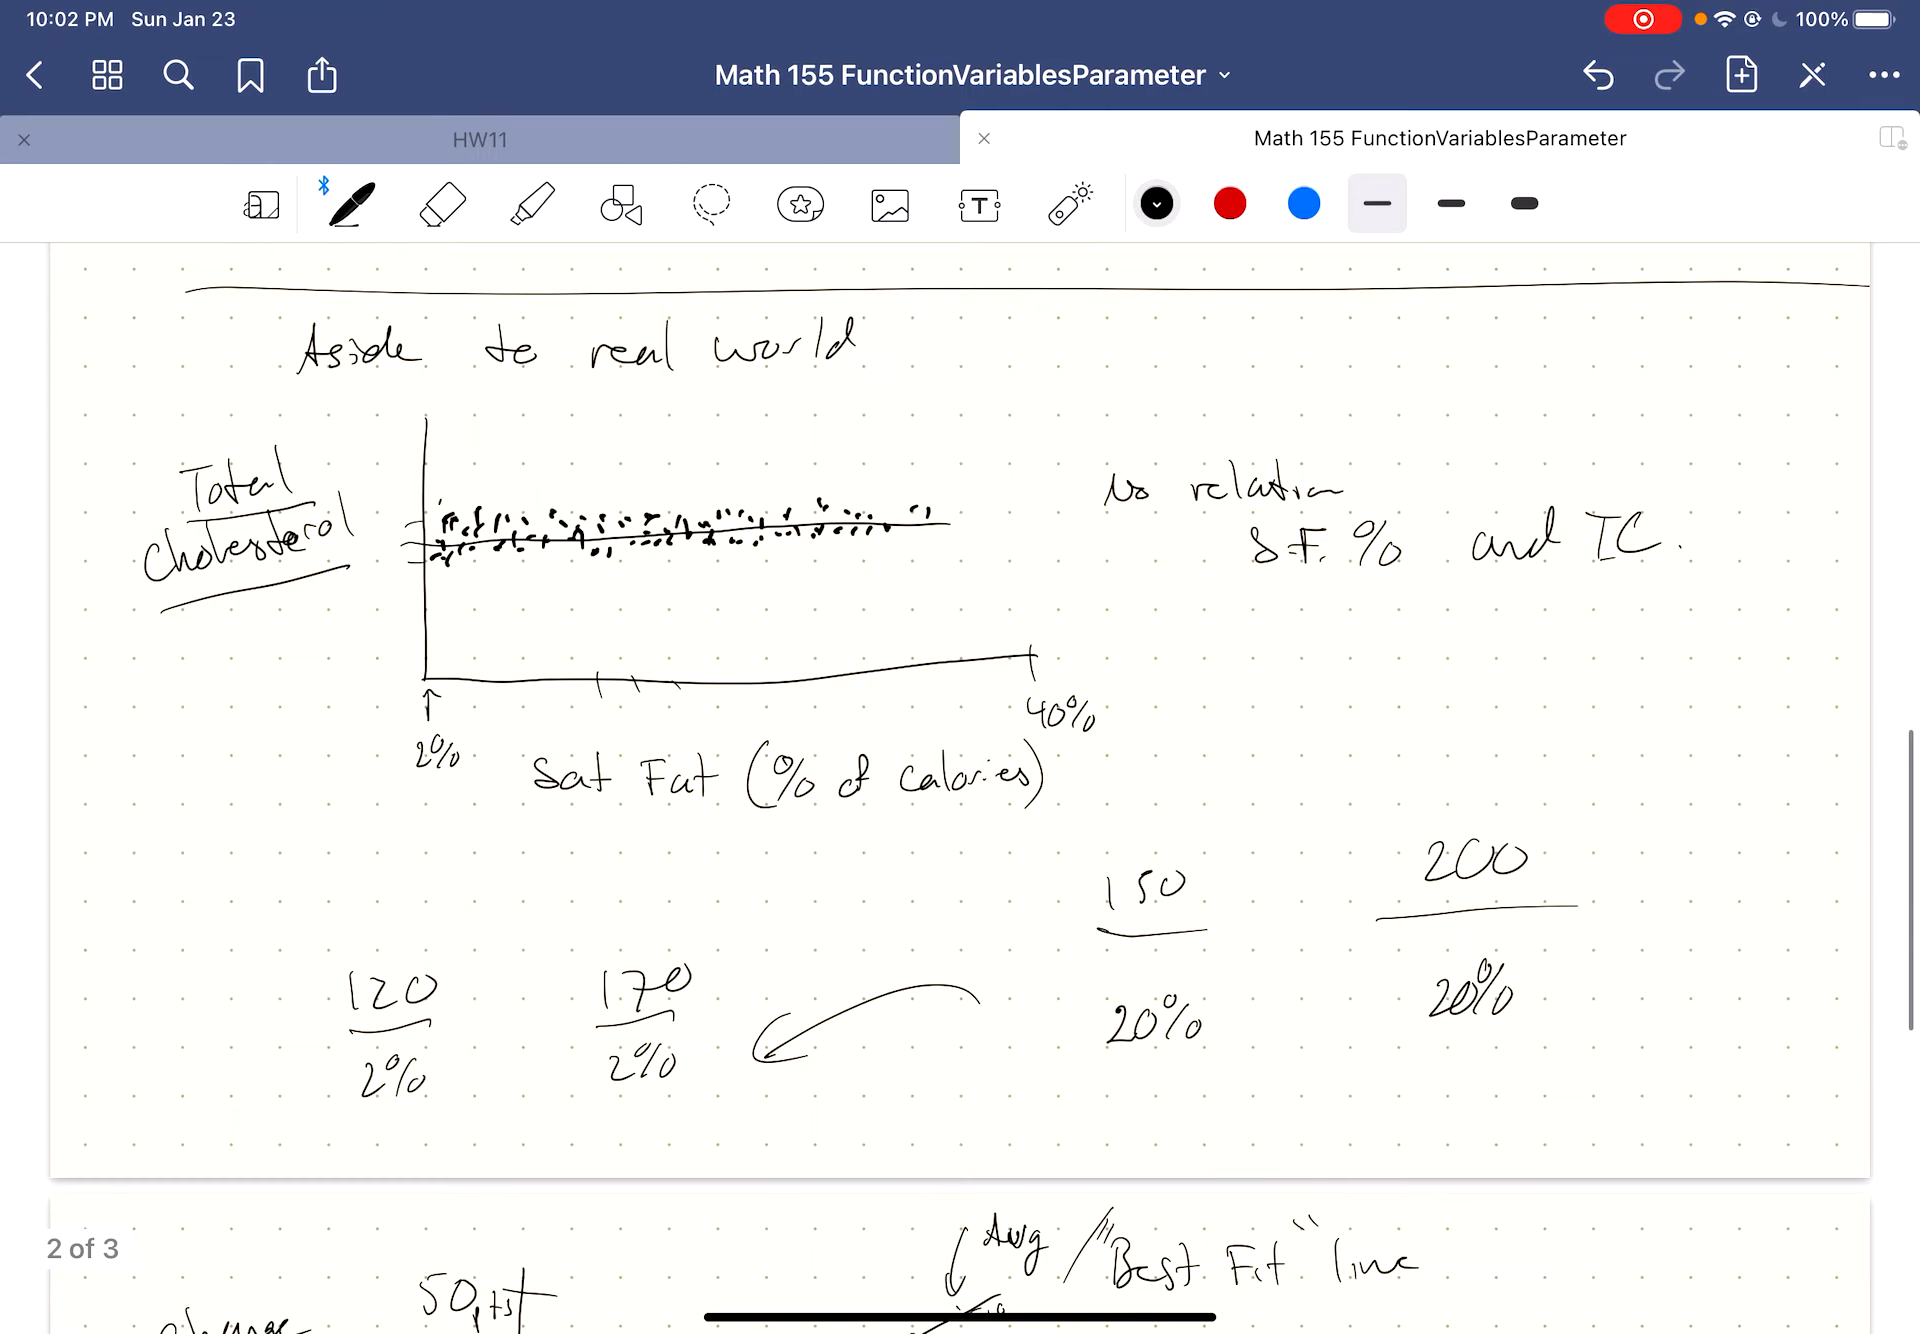 10:02 PM Sun Jan 23
100%
Math 155 FunctionVariablesParameter
HW11
Math 155 FunctionVariablesParameter
T
Aside to real world
Total
Cholesterol
No relation
S.F. % and TC.
2%
40%
Sat Fat (% of calories)
150
20%
200
20%
120
2%
170
2%
2 of 3
50pts
Avg / "Best Fit" line